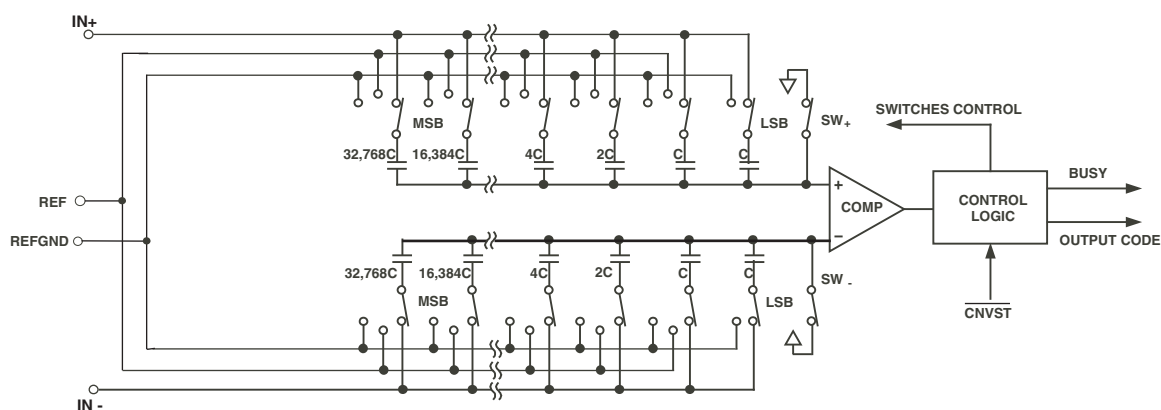 IN+
MSB
LSB
SW+
SWITCHES CONTROL
32,768C
16,384C
4C
2C
C
C
BUSY
REF
COMP
+
−
CONTROL
LOGIC
REFGND
OUTPUT CODE
32,768C
16,384C
4C
2C
C
C
SW -
MSB
LSB
CNVST
IN -